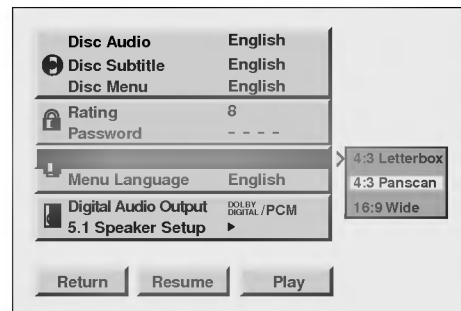 Disc Audio English
Disc Subtitle English
Disc Menu English
Rating 8
Password - - - -
4:3 Letterbox
Menu Language English
4:3 Panscan
16:9 Wide
Digital Audio Output DOLBY DIGITAL /PCM
5.1 Speaker Setup ▶
Return Resume Play